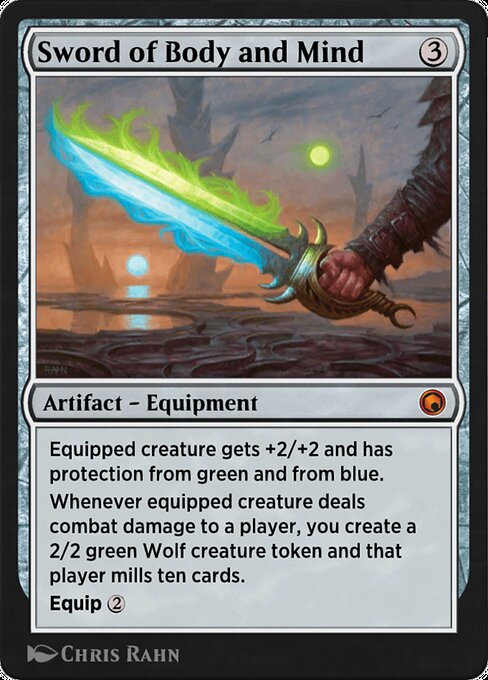 Sword of Body and Mind 3
RAHN
Artifact – Equipment
Equipped creature gets +2/+2 and has
protection from green and from blue.
Whenever equipped creature deals
combat damage to a player, you create a
2/2 green Wolf creature token and that
player mills ten cards.
Equip 2
CHRIS RAHN